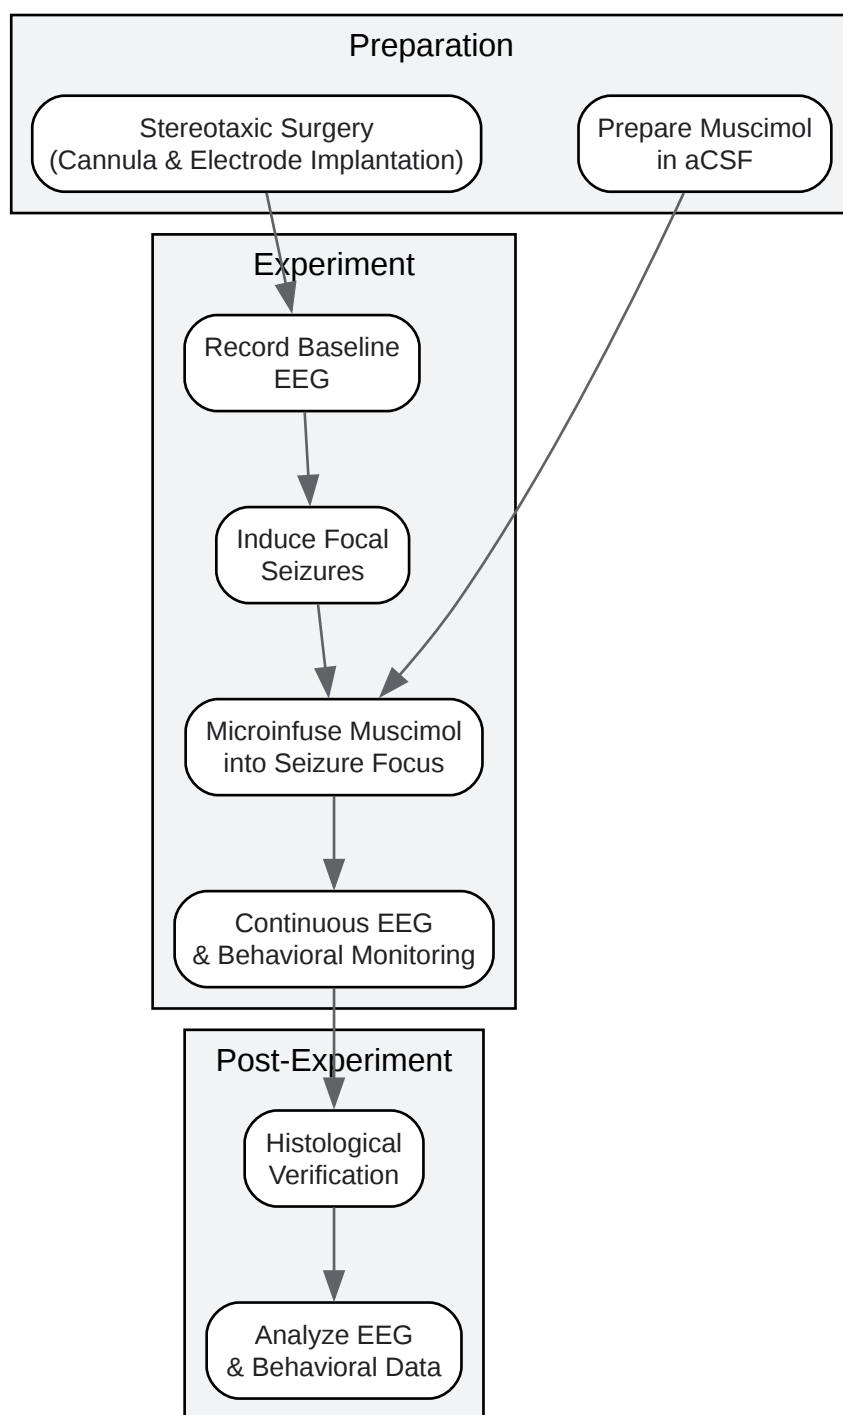 Preparation
Stereotaxic Surgery
(Cannula & Electrode Implantation)
Prepare Muscimol
in aCSF
Experiment
Record Baseline
EEG
Induce Focal
Seizures
Microinfuse Muscimol
into Seizure Focus
Continuous EEG
& Behavioral Monitoring
Post-Experiment
Histological
Verification
Analyze EEG
& Behavioral Data